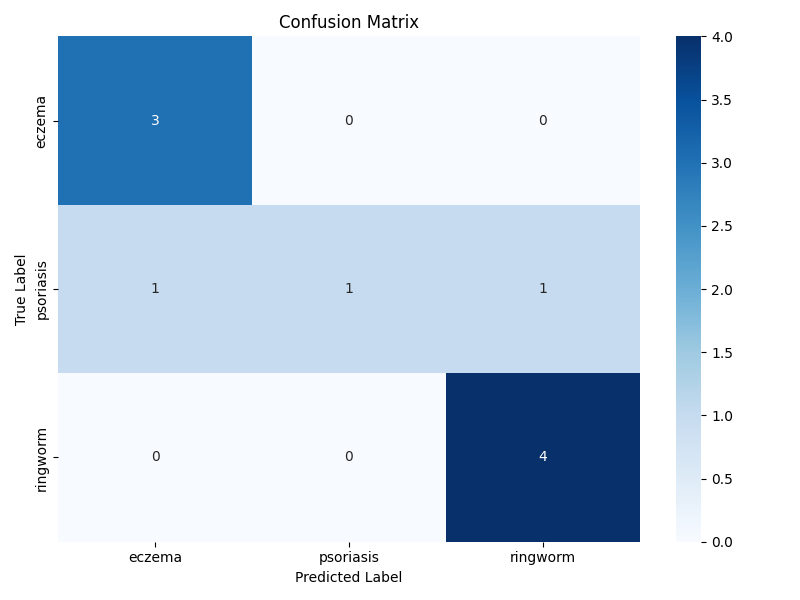 Confusion Matrix
True Label
eczema
3 0 0
psoriasis
1 1 1
ringworm
0 0 4
eczema psoriasis ringworm
Predicted Label
4.0
3.5
3.0
2.5
2.0
1.5
1.0
0.5
0.0